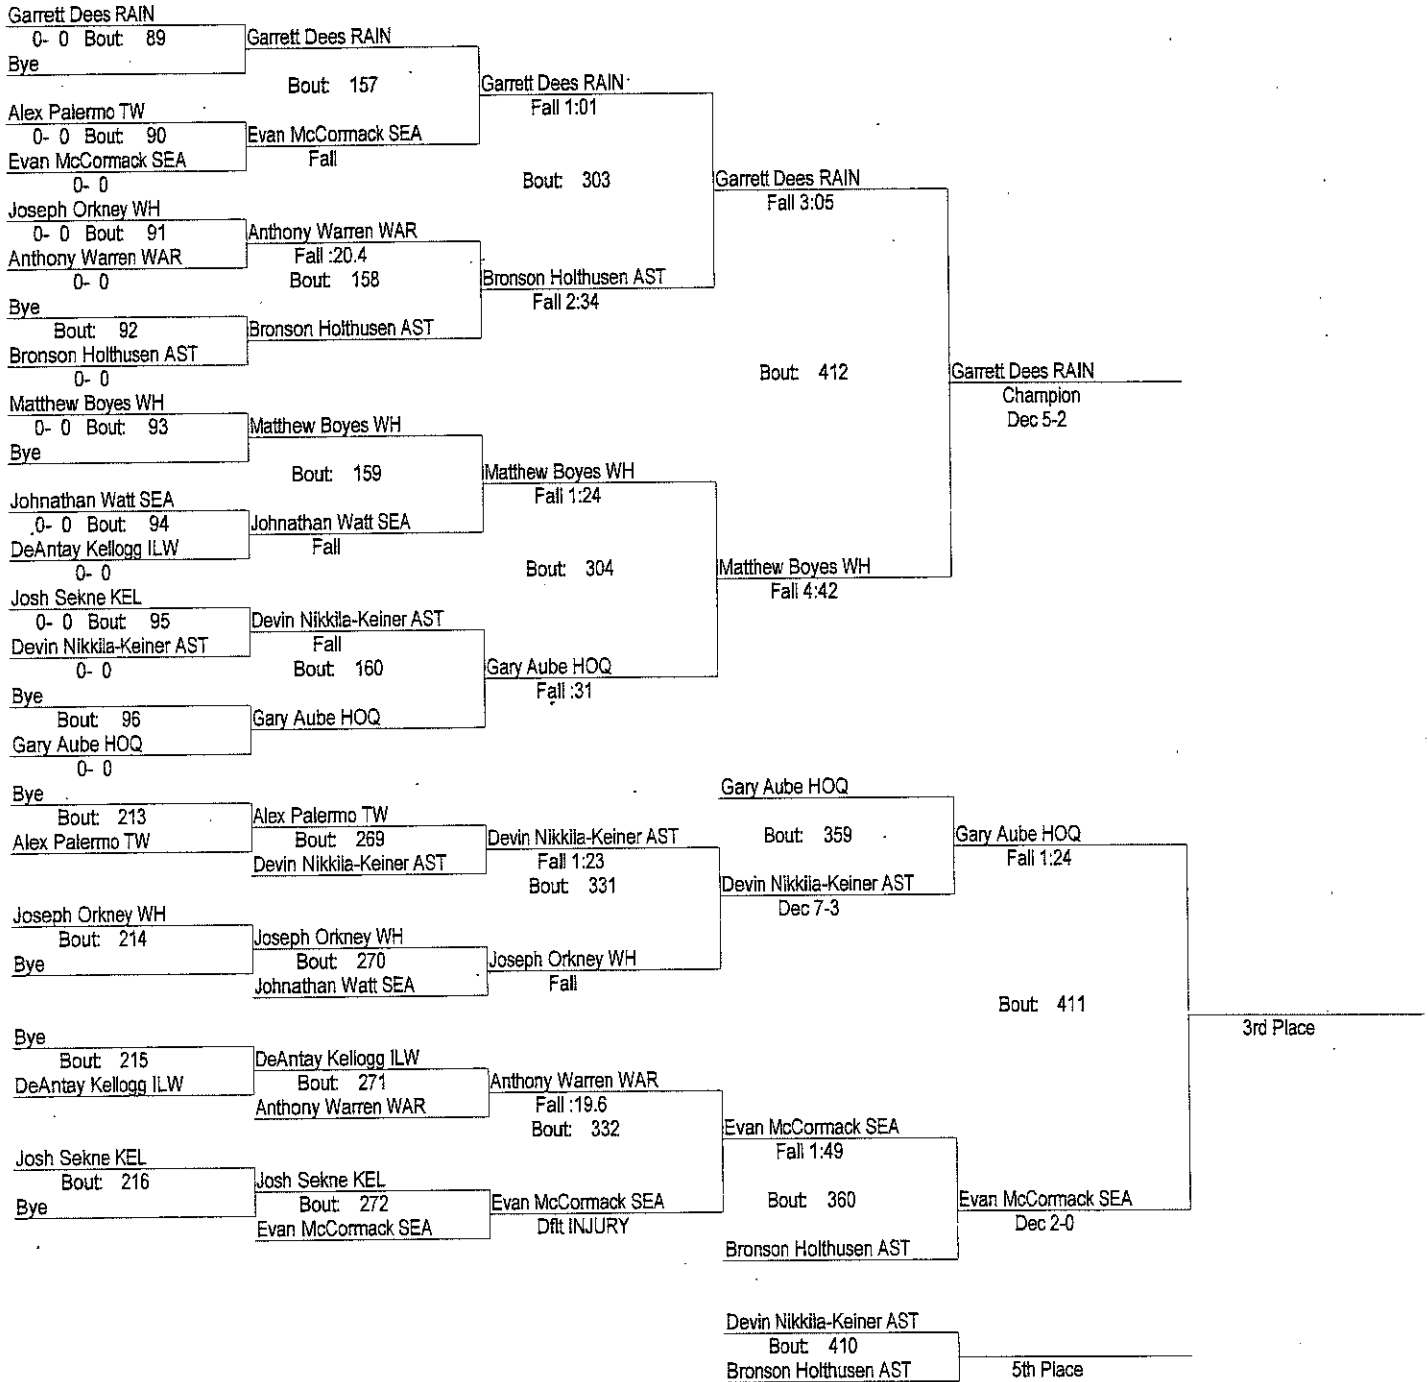 Garrett Dees RAIN
0- 0 Bout: 89
Bye
Garrett Dees RAIN
Bout: 157
Alex Palermo TW
0- 0 Bout: 90
Evan McCormack SEA
0- 0
Evan McCormack SEA
Fall
Garrett Dees RAIN
Fall 1:01
Bout: 303
Joseph Orkney WH
0- 0 Bout: 91
Anthony Warren WAR
0- 0
Anthony Warren WAR
Fall :20.4
Bout: 158
Bye
Bout: 92
Bronson Holthusen AST
0- 0
Bronson Holthusen AST
Bronson Holthusen AST
Fall 2:34
Garrett Dees RAIN
Fall 3:05
Bout: 412
Garrett Dees RAIN
Champion
Dec 5-2
Matthew Boyes WH
0- 0 Bout: 93
Bye
Matthew Boyes WH
Bout: 159
Johnathan Watt SEA
0- 0 Bout: 94
DeAntay Kellogg ILW
0- 0
Johnathan Watt SEA
Fall
Matthew Boyes WH
Fall 1:24
Bout: 304
Josh Sekne KEL
0- 0 Bout: 95
Devin Nikkila-Keiner AST
0- 0
Devin Nikkila-Keiner AST
Fall
Bout: 160
Bye
Bout: 96
Gary Aube HOQ
0- 0
Gary Aube HOQ
Gary Aube HOQ
Fall :31
Matthew Boyes WH
Fall 4:42
Bye
Bout: 213
Alex Palermo TW
Alex Palermo TW
Bout: 269
Devin Nikkila-Keiner AST
Devin Nikkila-Keiner AST
Fall 1:23
Bout: 331
Joseph Orkney WH
Bout: 214
Bye
Joseph Orkney WH
Bout: 270
Johnathan Watt SEA
Joseph Orkney WH
Fall
Gary Aube HOQ
Bout: 359
Devin Nikkila-Keiner AST
Dec 7-3
Gary Aube HOQ
Fall 1:24
Bout: 411
3rd Place
Bye
Bout: 215
DeAntay Kellogg ILW
DeAntay Kellogg ILW
Bout: 271
Anthony Warren WAR
Anthony Warren WAR
Fall :19.6
Bout: 332
Josh Sekne KEL
Bout: 216
Bye
Josh Sekne KEL
Bout: 272
Evan McCormack SEA
Evan McCormack SEA
Dflt INJURY
Evan McCormack SEA
Fall 1:49
Bout: 360
Bronson Holthusen AST
Evan McCormack SEA
Dec 2-0
Devin Nikkila-Keiner AST
Bout: 410
Bronson Holthusen AST
5th Place